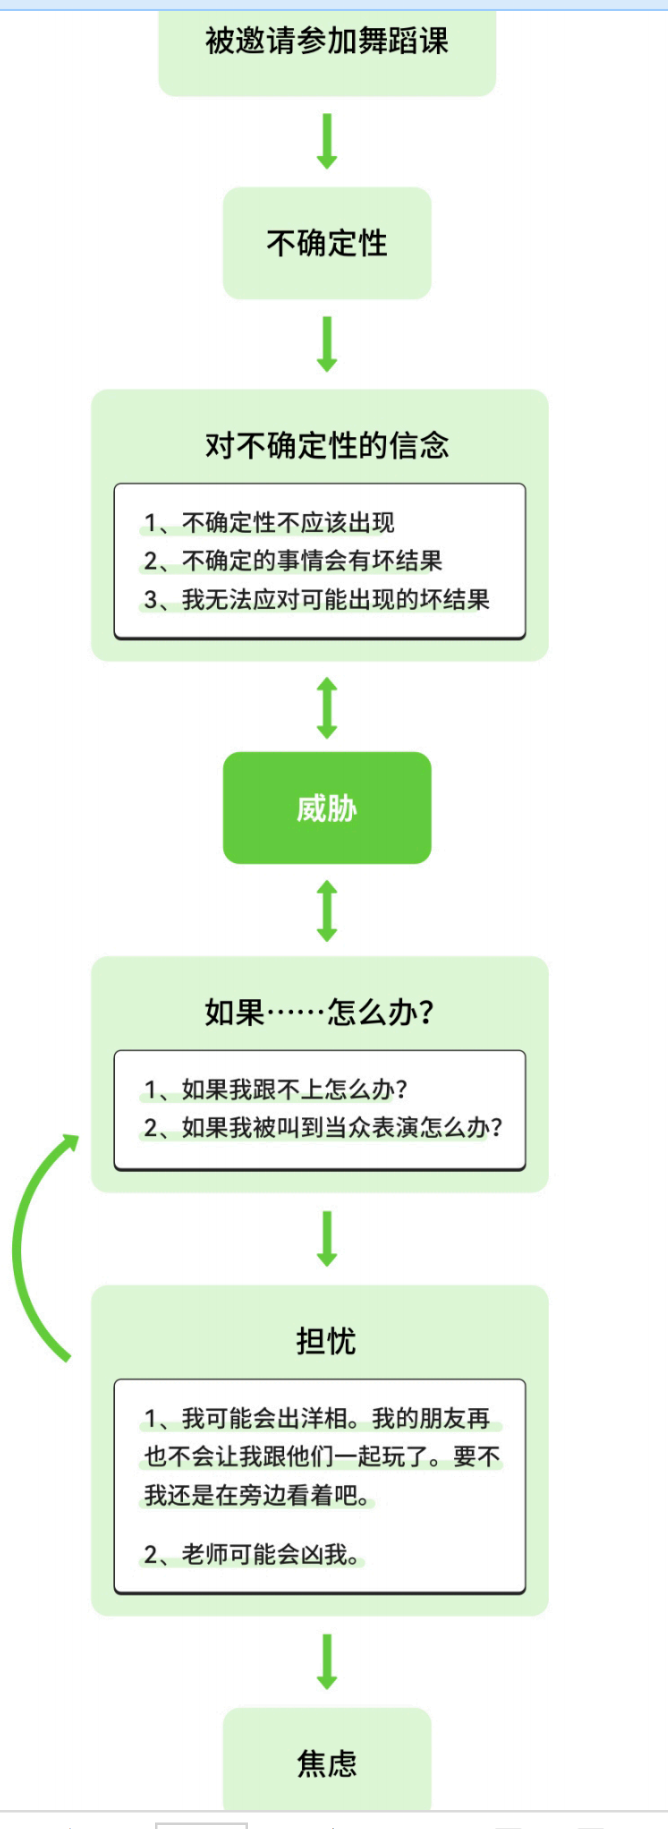 被邀请参加舞蹈课
不确定性
对不确定性的信念
1、不确定性不应该出现
2、不确定的事情会有坏结果
3、我无法应对可能出现的坏结果
威胁
如果……怎么办？
1、如果我跟不上怎么办？
2、如果我被叫到当众表演怎么办？
担忧
1、我可能会出洋相。我的朋友再
也不会让我跟他们一起玩了。要不
我还是在旁边看着吧。
2、老师可能会凶我。
焦虑